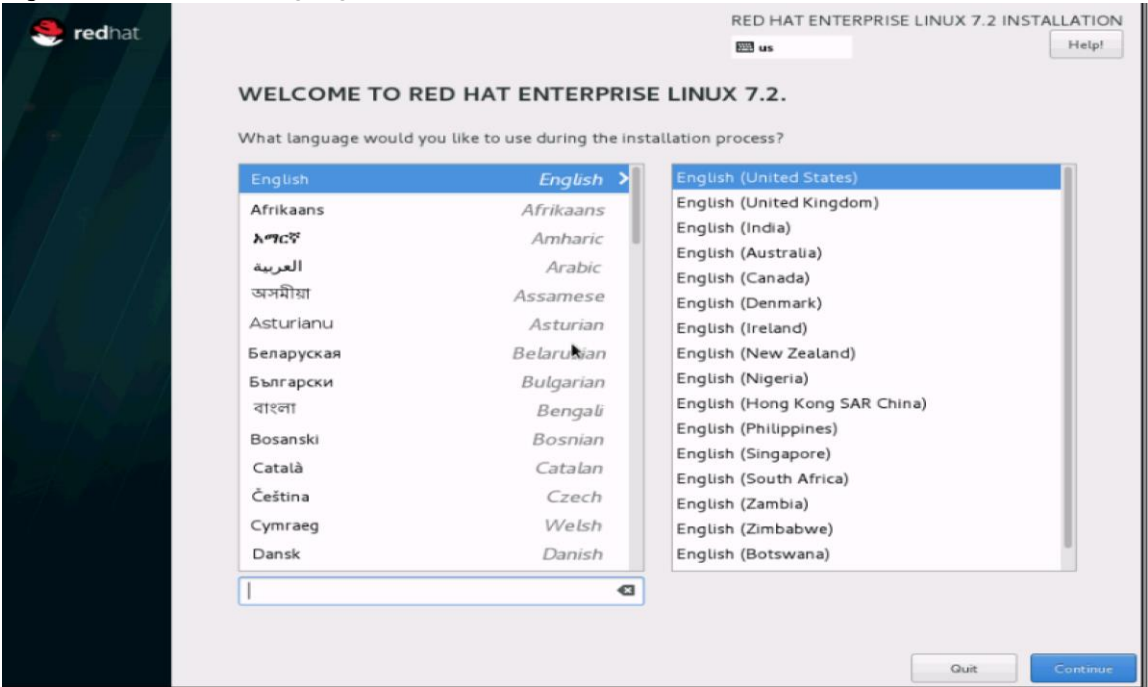 redhat
RED HAT ENTERPRISE LINUX 7.2 INSTALLATION
us
Help!
WELCOME TO RED HAT ENTERPRISE LINUX 7.2.
What language would you like to use during the installation process?
English English >
Afrikaans Afrikaans
አማርኛ Amharic
العربية Arabic
অসমীয়া Assamese
Asturianu Asturian
Беларуская Belarusian
Български Bulgarian
বাংলা Bengali
Bosanski Bosnian
Català Catalan
Čeština Czech
Cymraeg Welsh
Dansk Danish
English (United States)
English (United Kingdom)
English (India)
English (Australia)
English (Canada)
English (Denmark)
English (Ireland)
English (New Zealand)
English (Nigeria)
English (Hong Kong SAR China)
English (Philippines)
English (Singapore)
English (South Africa)
English (Zambia)
English (Zimbabwe)
English (Botswana)
Quit
Continue